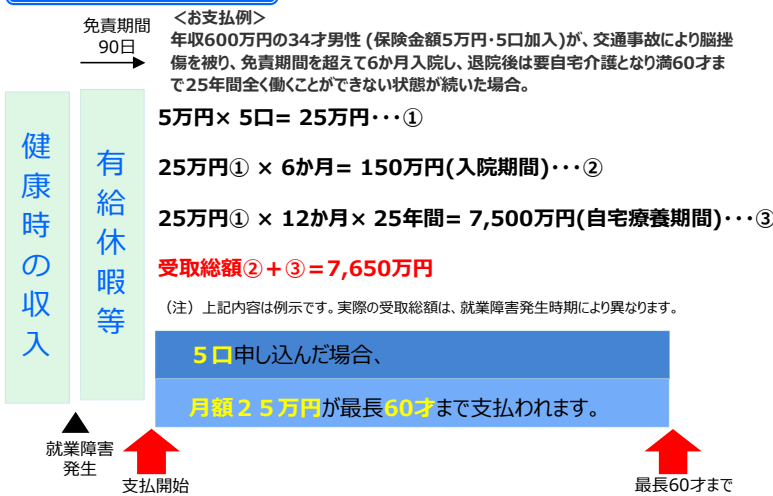 免責期間
90日
<お支払例>
年収600万円の34才男性 (保険金額5万円・5口加入)が、交通事故により脳挫
傷を被り、免責期間を超えて6か月入院し、退院後は要自宅介護となり満60才ま
で25年間全く働くことができない状態が続いた場合。
健康時の収入
有給休暇等
5万円× 5口= 25万円・・・①
25万円① × 6か月= 150万円(入院期間)・・・②
25万円① × 12か月× 25年間= 7,500万円(自宅療養期間)・・・③
受取総額②+③=7,650万円
（注）上記内容は例示です。実際の受取総額は、就業障害発生時期により異なります。
５口申し込んだ場合、
月額２５万円が最長60才まで支払われます。
就業障害
発生
支払開始
最長60才まで